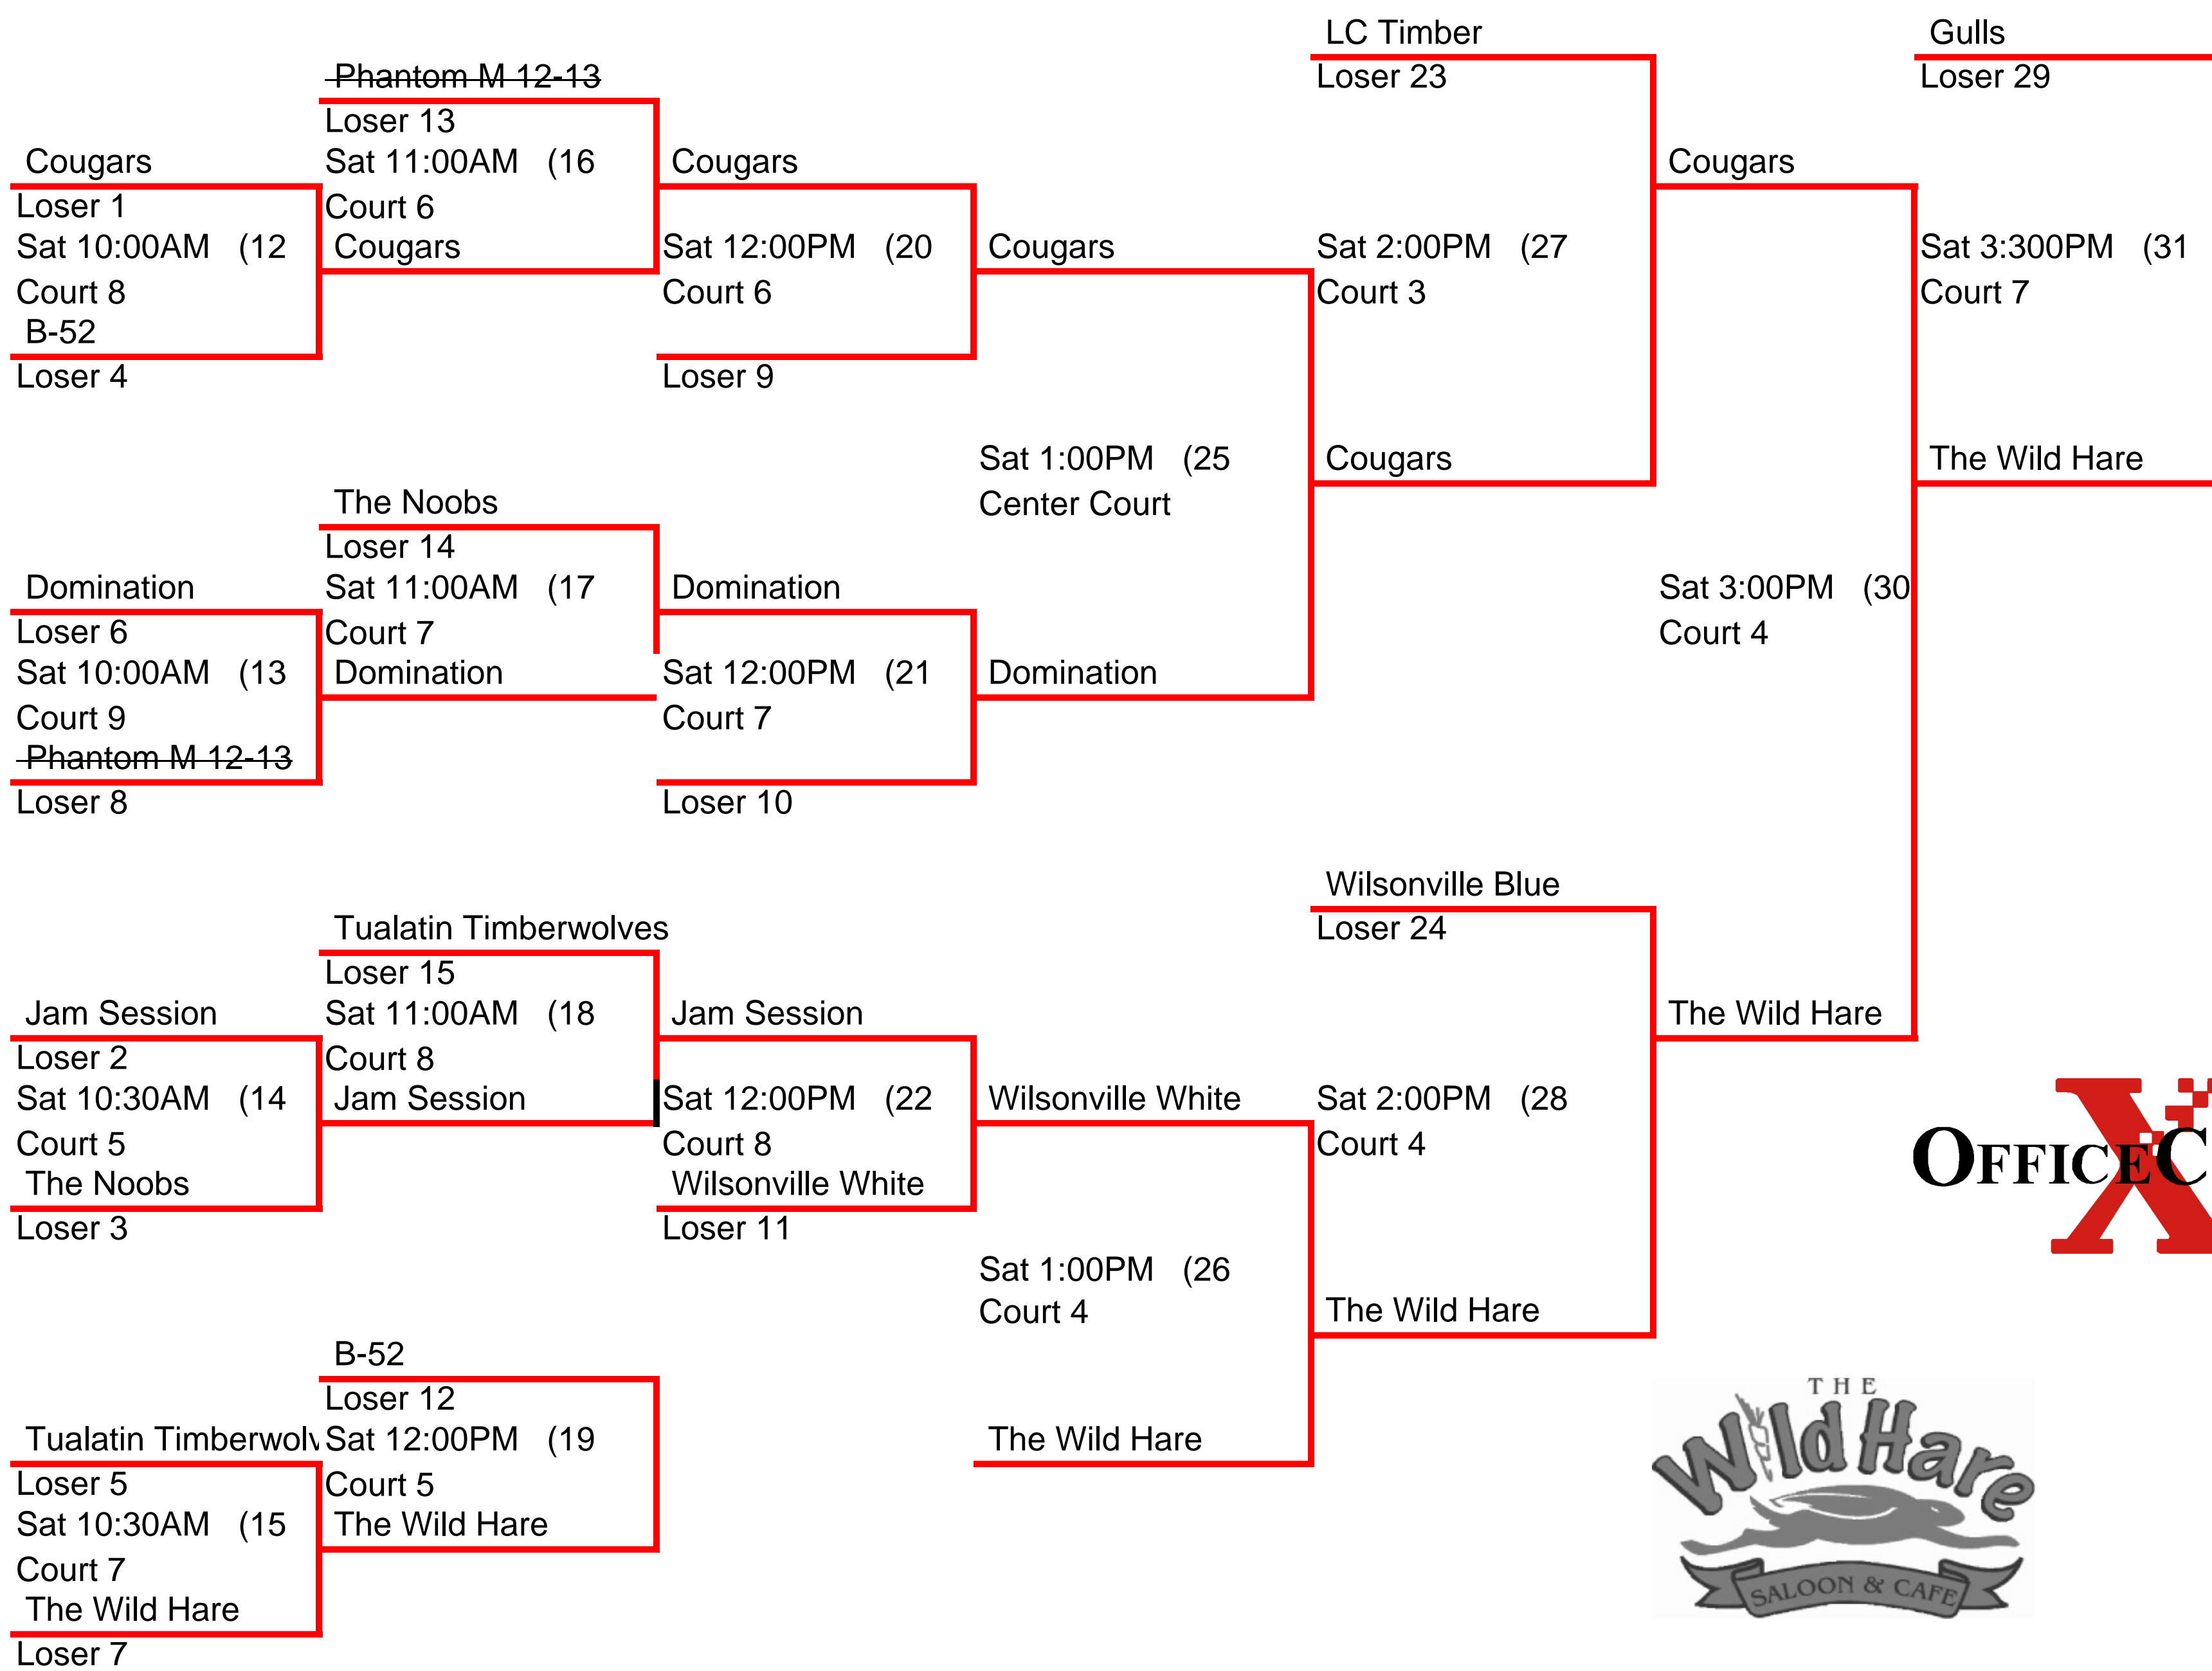 LC Timber
Gulls
Phantom M 12-13
Loser 23
Loser 29
Loser 13
Cougars
Sat 11:00AM (16
Cougars
Cougars
Loser 1
Court 6
Sat 10:00AM (12
Cougars
Sat 12:00PM (20
Cougars
Sat 2:00PM (27
Sat 3:300PM (31
Court 8
Court 6
Court 3
Court 7
B-52
Loser 4
Loser 9
Sat 1:00PM (25
Cougars
The Wild Hare
The Noobs
Center Court
Loser 14
Domination
Sat 11:00AM (17
Domination
Sat 3:00PM (30
Loser 6
Court 7
Court 4
Sat 10:00AM (13
Domination
Sat 12:00PM (21
Domination
Court 9
Court 7
Phantom M 12-13
Loser 8
Loser 10
Wilsonville Blue
Tualatin Timberwolves
Loser 24
Loser 15
Jam Session
Sat 11:00AM (18
Jam Session
The Wild Hare
Loser 2
Court 8
Sat 10:30AM (14
Jam Session
Sat 12:00PM (22
Wilsonville White
Sat 2:00PM (28
Court 5
Court 8
Court 4
OFFICEC
X
The Noobs
Wilsonville White
Loser 3
Loser 11
Sat 1:00PM (26
Court 4
The Wild Hare
B-52
Loser 12
Tualatin Timberwolv
Sat 12:00PM (19
The Wild Hare
Loser 5
Court 5
Sat 10:30AM (15
The Wild Hare
Court 7
The Wild Hare
Loser 7
THE
Wild Hare
SALOON & CAFE